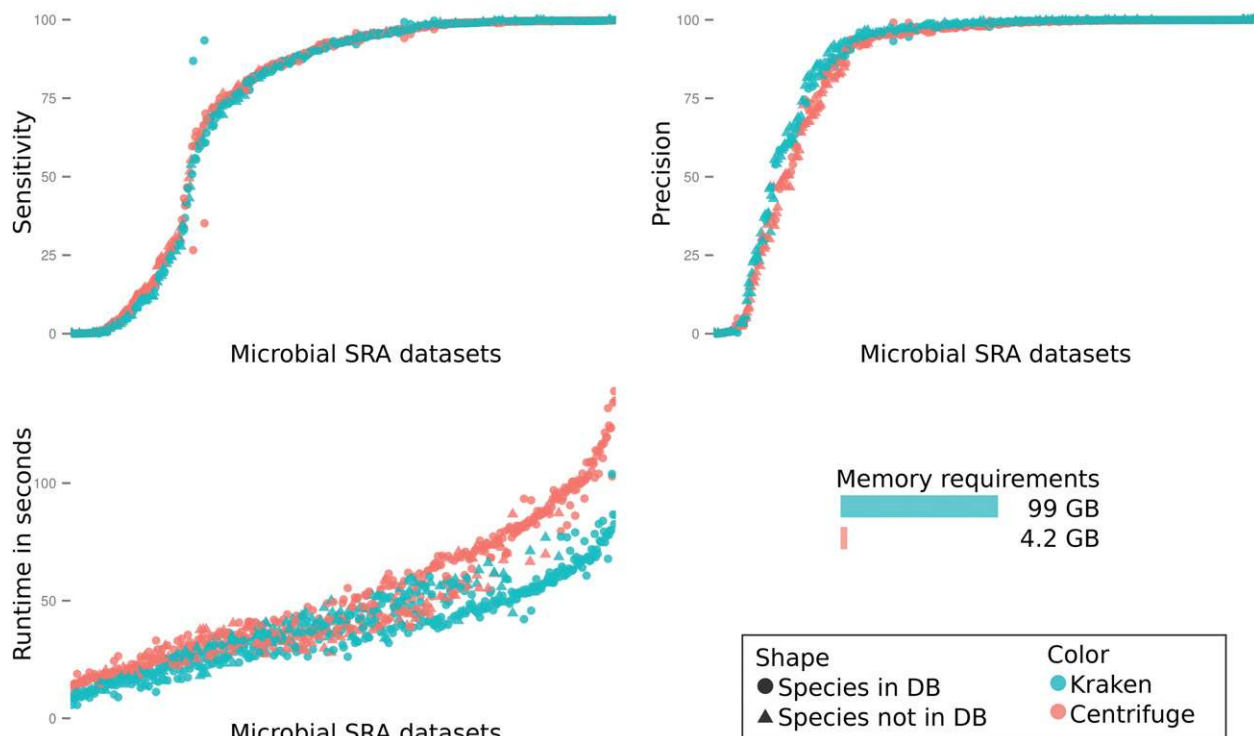 100
75
50
25
0
Sensitivity
Microbial SRA datasets
100
75
50
25
0
Precision
Microbial SRA datasets
100
50
0
Runtime in seconds
Microbial SRA datasets
Memory requirements
99 GB
4.2 GB
Shape
Species in DB
Species not in DB
Color
Kraken
Centrifuge